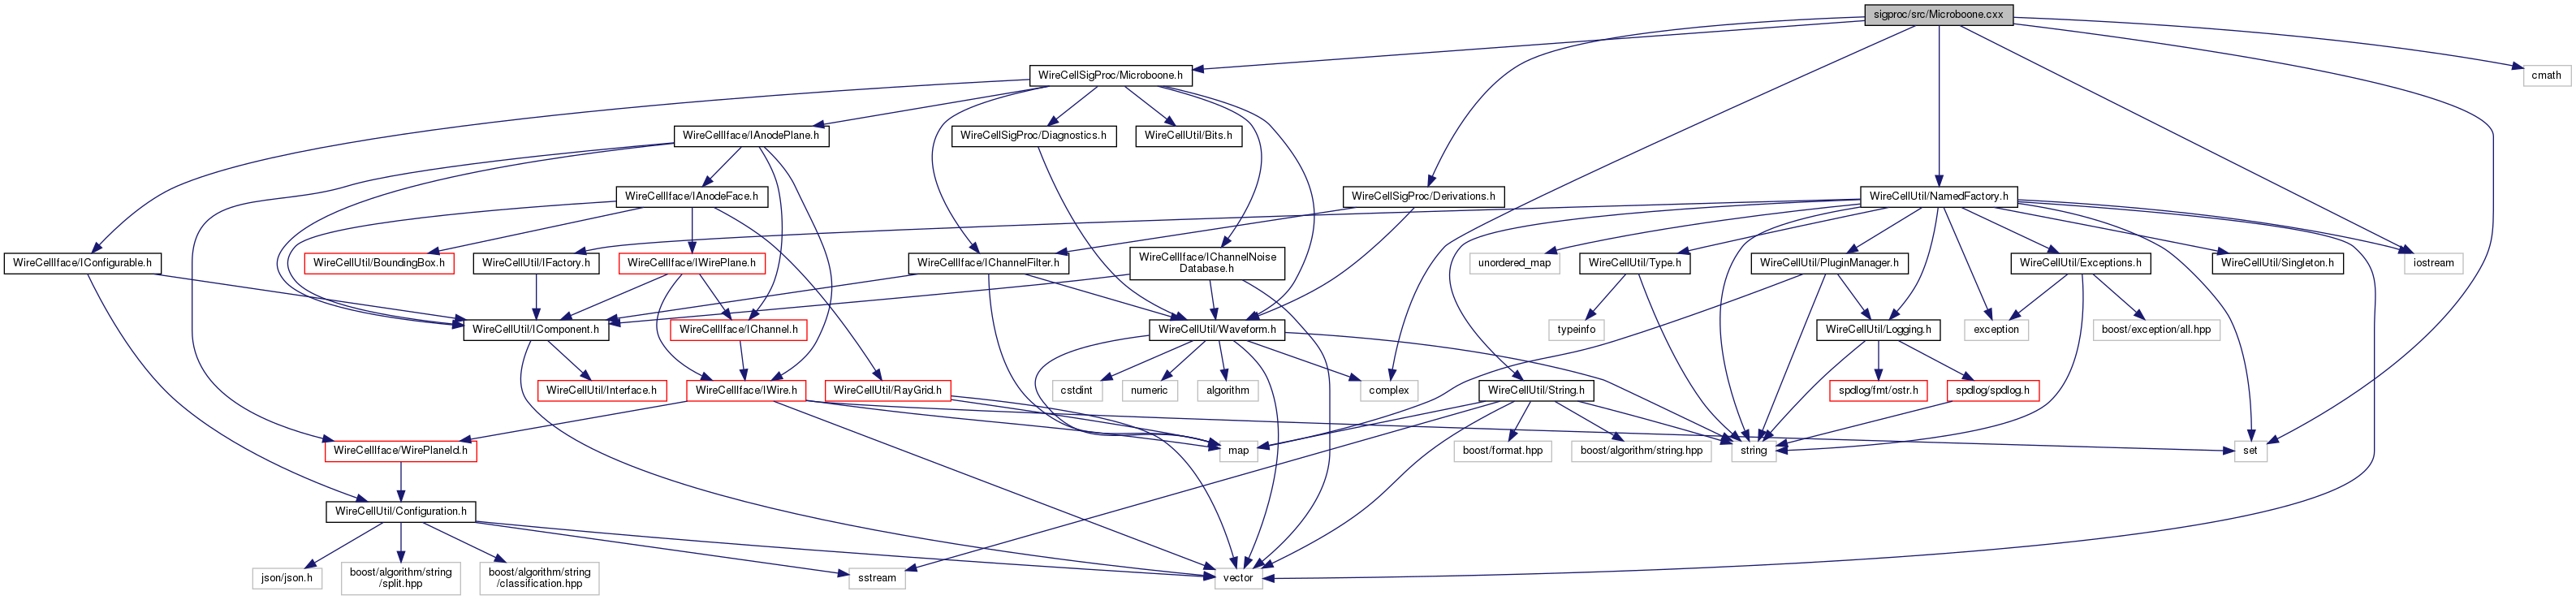 sigproc/src/Microboone.cxx
WireCellSigProc/Microboone.h
cmath
WireCellIface/IAnodePlane.h
WireCellSigProc/Diagnostics.h
WireCellUtil/Bits.h
WireCellIface/IAnodeFace.h
WireCellSigProc/Derivations.h
WireCellUtil/NamedFactory.h
WireCellIface/IConfigurable.h
WireCellUtil/BoundingBox.h
WireCellUtil/IFactory.h
WireCellIface/IWirePlane.h
WireCellIface/IChannelFilter.h
WireCellIface/IChannelNoise
Database.h
unordered_map
WireCellUtil/Type.h
WireCellUtil/PluginManager.h
WireCellUtil/Exceptions.h
WireCellUtil/Singleton.h
iostream
WireCellUtil/IComponent.h
WireCellIface/IChannel.h
WireCellUtil/Waveform.h
typeinfo
WireCellUtil/Logging.h
exception
boost/exception/all.hpp
WireCellUtil/Interface.h
WireCellIface/IWire.h
WireCellUtil/RayGrid.h
cstdint
numeric
algorithm
complex
WireCellUtil/String.h
spdlog/fmt/ostr.h
spdlog/spdlog.h
WireCellIface/WirePlaneId.h
map
boost/format.hpp
boost/algorithm/string.hpp
string
set
WireCellUtil/Configuration.h
json/json.h
boost/algorithm/string
/split.hpp
boost/algorithm/string
/classification.hpp
sstream
vector